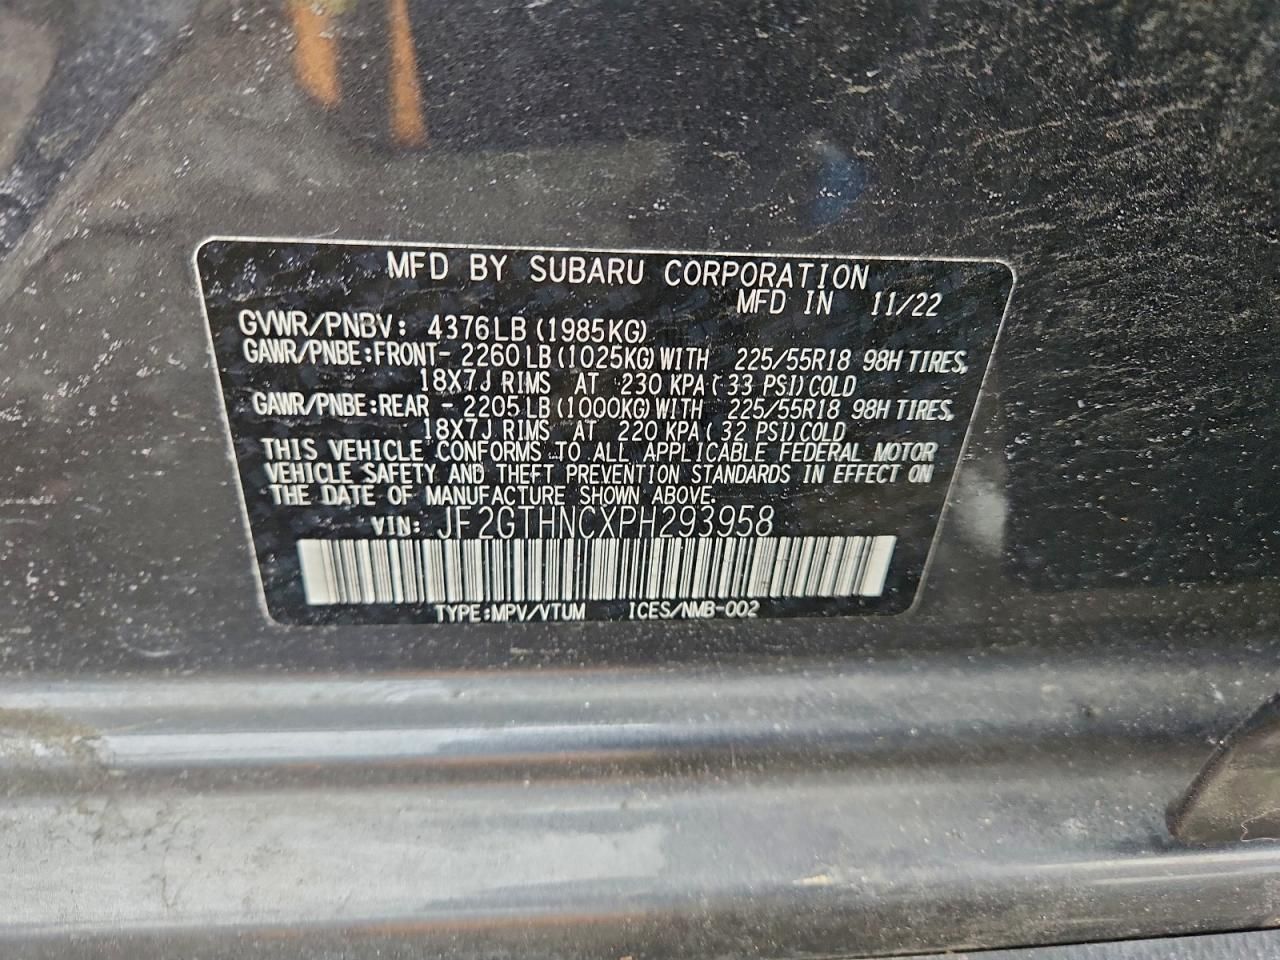 MFD BY SUBARU CORPORATION
MFD IN 11/22
GVWR/PNBV: 4376LB (1985KG)
GAWR/PNBE:FRONT- 2260 LB (1025KG) WITH 225/55R18 98H TIRES,
18X7J RIMS AT 230 KPA ( 33 PSI) COLD
GAWR/PNBE:REAR - 2205 LB (1000KG) WITH 225/55R18 98H TIRES,
18X7J RIMS AT 220 KPA ( 32 PSI) COLD
THIS VEHICLE CONFORMS TO ALL APPLICABLE FEDERAL MOTOR
VEHICLE SAFETY AND THEFT PREVENTION STANDARDS IN EFFECT ON
THE DATE OF MANUFACTURE SHOWN ABOVE.
VIN: JF2GTHNCXPH293958
TYPE:MPV/VTUM ICES/NMB-002